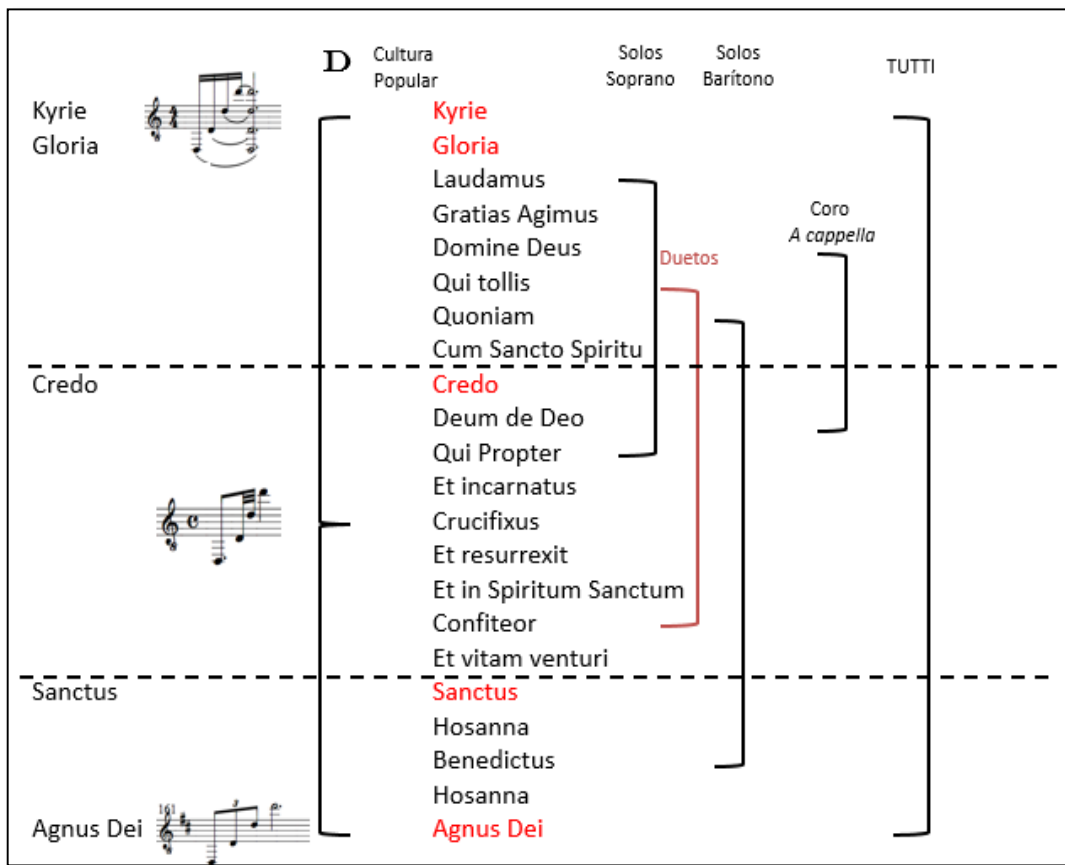 D Cultura Popular Solos Soprano Solos Barítono TUTTI
Kyrie Kyrie
Gloria Gloria
Laudamus
Gratias Agimus Coro
A cappella
Domine Deus Duetos
Qui tollis
Quoniam
Cum Sancto Spiritu
Credo Credo
Deum de Deo
Qui Propter
Et incarnatus
Crucifixus
Et resurrexit
Et in Spiritum Sanctum
Confiteor
Et vitam venturi
Sanctus Sanctus
Hosanna
Benedictus
Hosanna
161 3
Agnus Dei Agnus Dei